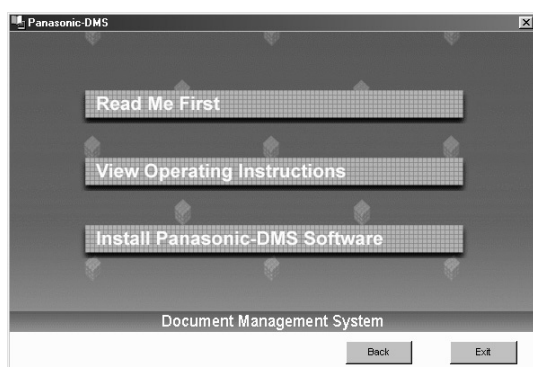 Panasonic-DMS
Read Me First
View Operating Instructions
Install Panasonic-DMS Software
Document Management System
Back Exit